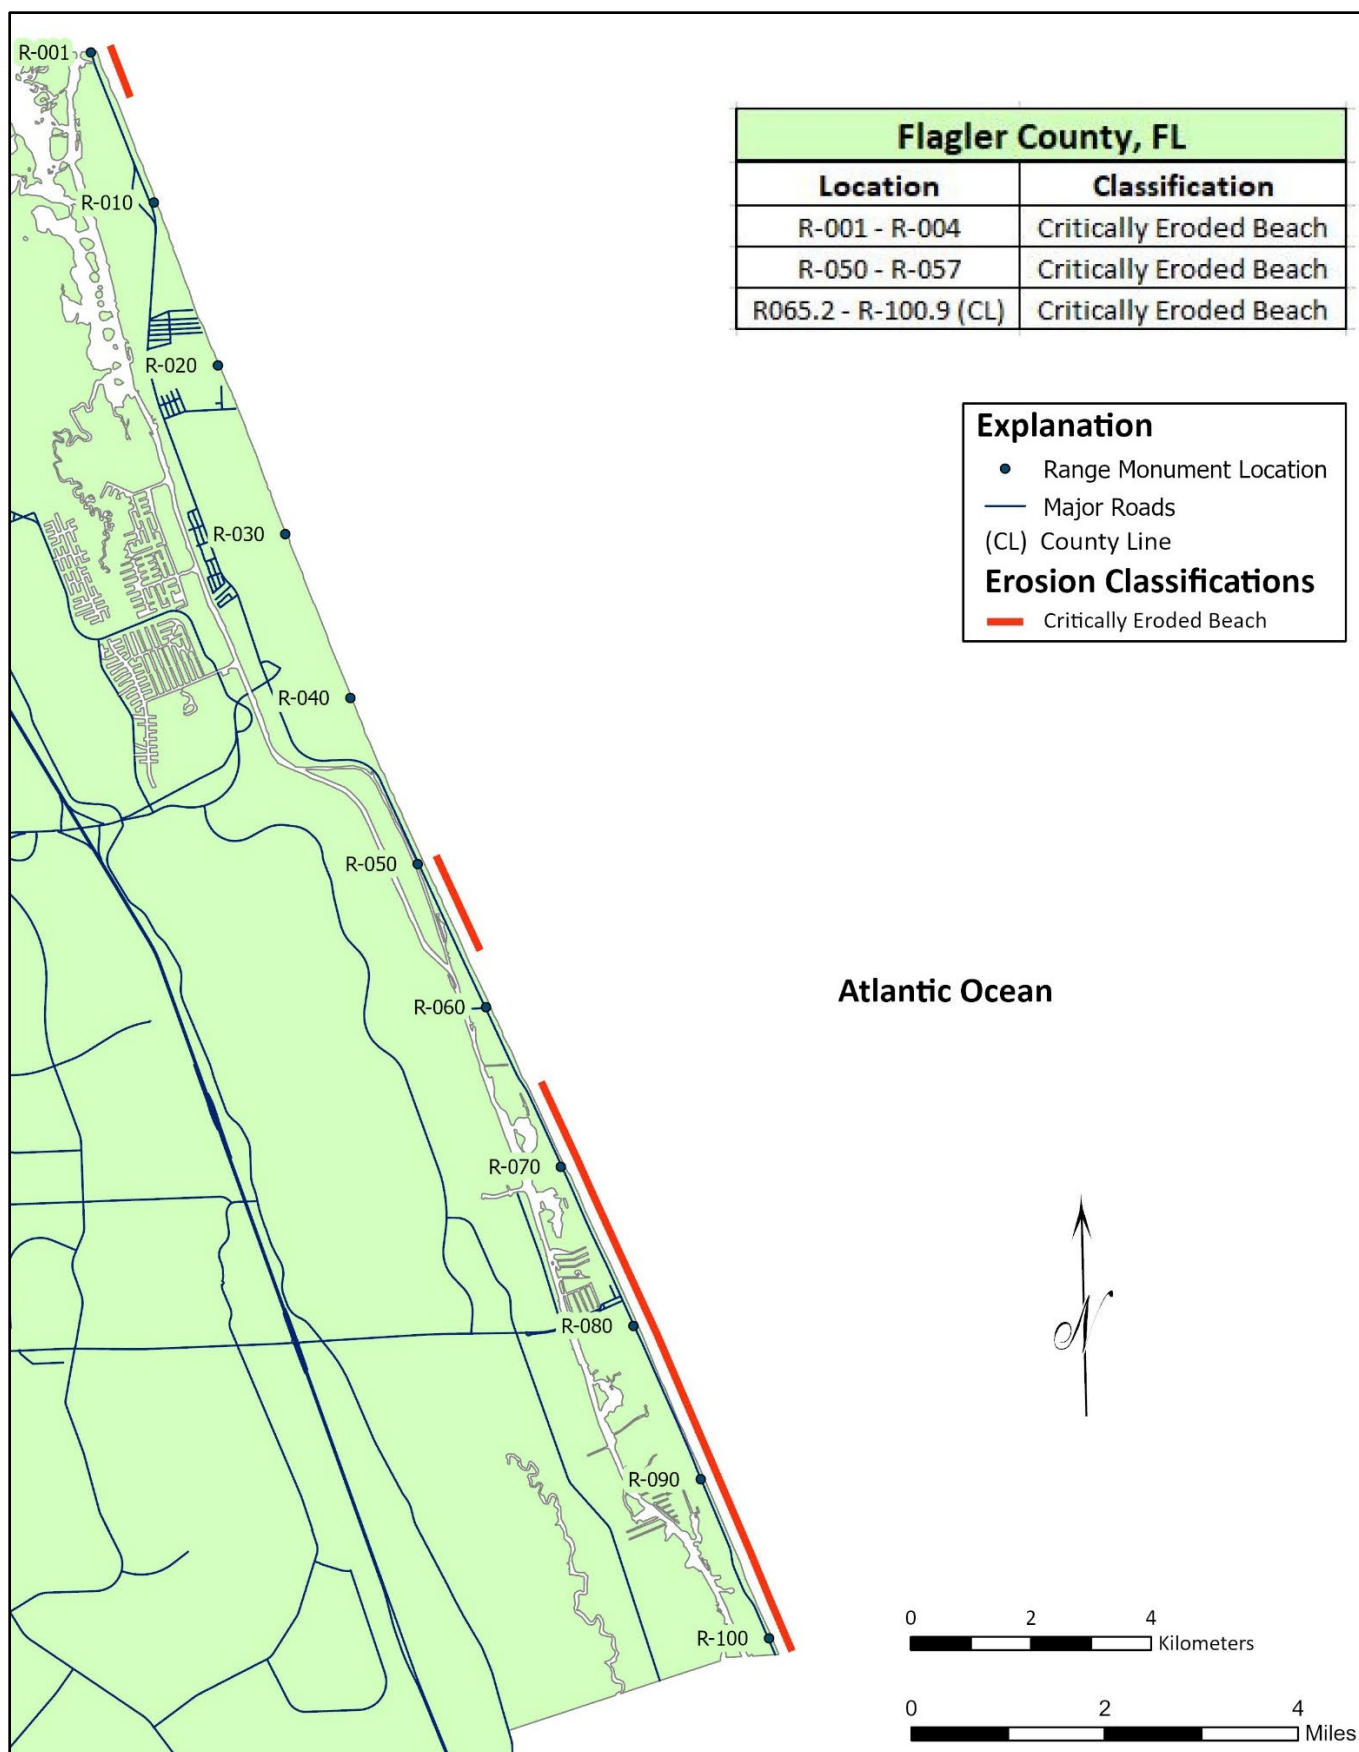 R-001
R-010
R-020
R-030
R-040
R-050
R-060
R-070
R-080
R-090
R-100
Flagler County, FL
Location Classification
R-001 - R-004 Critically Eroded Beach
R-050 - R-057 Critically Eroded Beach
R065.2 - R-100.9 (CL) Critically Eroded Beach
Explanation
Range Monument Location
Major Roads
(CL) County Line
Erosion Classifications
Critically Eroded Beach
Atlantic Ocean
N
0 2 4
Kilometers
0 2 4
Miles